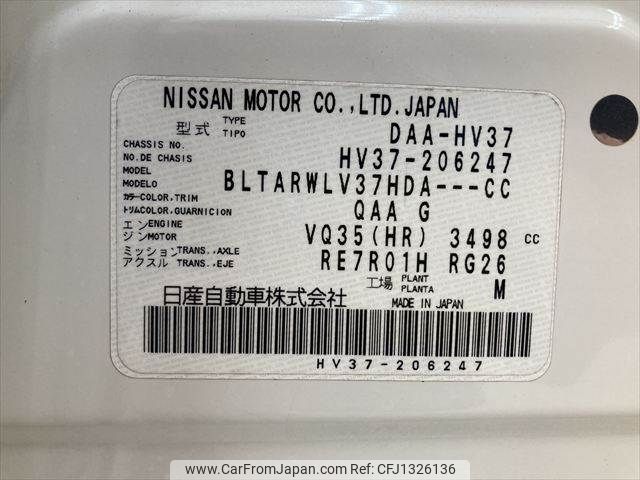 NISSAN MOTOR CO.,LTD.JAPAN
型式 TYPE TIPO DAA-HV37
CHASSIS NO. NO.DE CHASIS HV37-206247
MODEL MODELO BLTARWLV37HDA---CC
カラーCOLOR,TRIM トリムCOLOR,GUARNICION QAA G
エンジン ENGINE MOTOR VQ35(HR) 3498 cc
ミッション TRANS.,AXLE アクスル TRANS.,EJE RE7R01H RG26
工場 PLANT PLANTA M
日産自動車株式会社 MADE IN JAPAN
HV37-206247
www.CarFromJapan.com - CFJ1326136